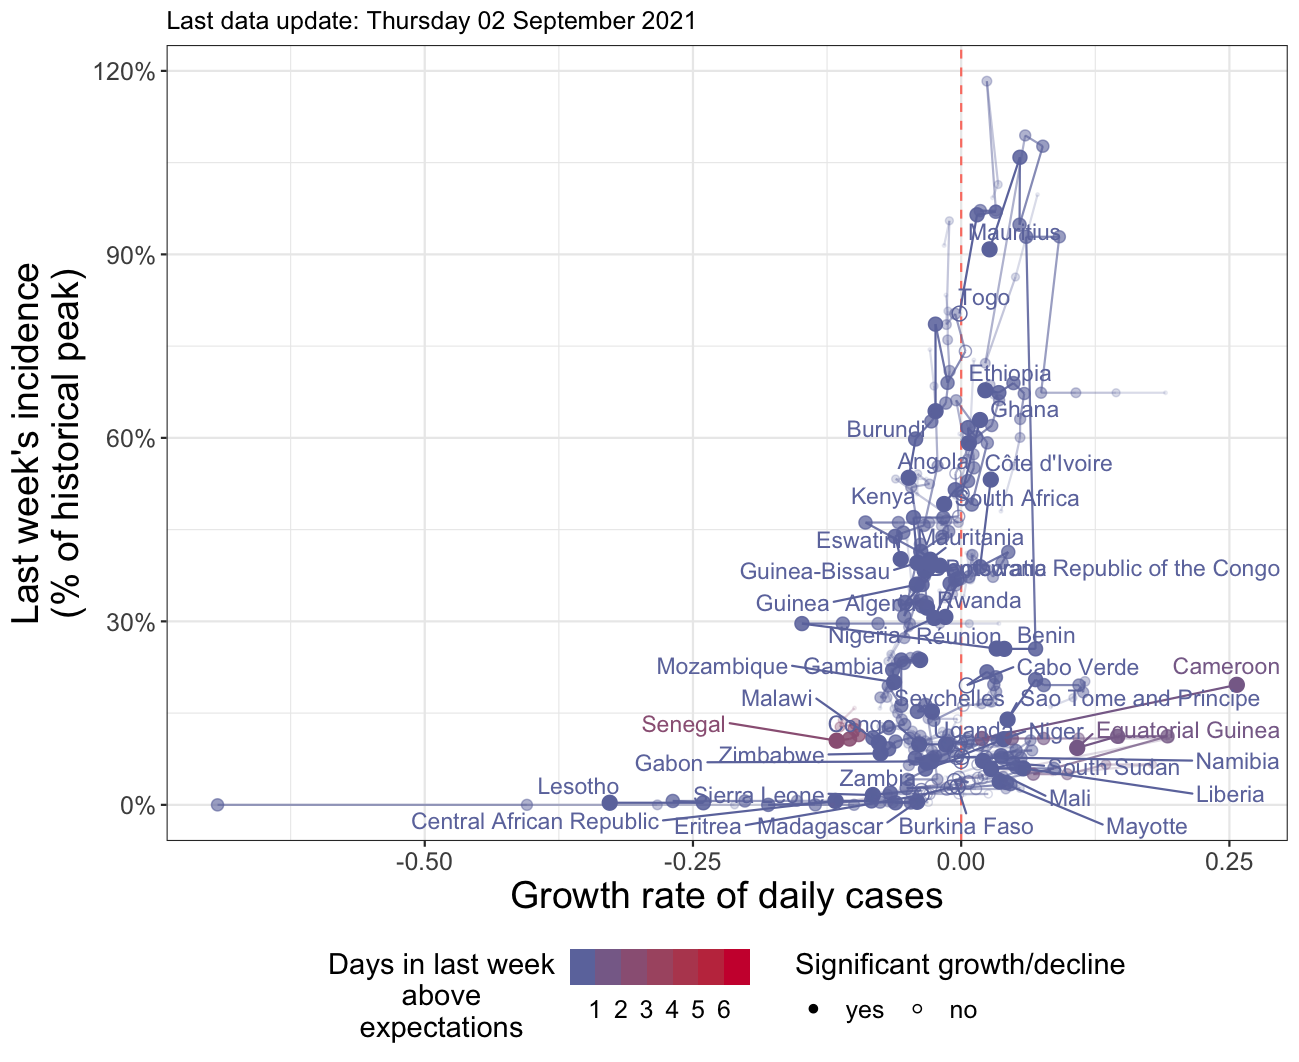 Last data update: Thursday 02 September 2021
Last week's incidence
(% of historical peak)
120%
90%
60%
30%
0%
Mauritius
Togo
Ethiopia
Ghana
Burundi
Angola
Côte d'Ivoire
Kenya
South Africa
Eswatini
Mauritania
Guinea-Bissau
Republic of the Congo
Guinea
Algeria
Rwanda
Nigeria
Réunion
Benin
Mozambique
Gambia
Cabo Verde
Cameroon
Malawi
Seychelles
Sao Tome and Principe
Senegal
Congo
Uganda
Niger
Equatorial Guinea
Zimbabwe
Gabon
Namibia
South Sudan
Zambia
Lesotho
Sierra Leone
Mali
Liberia
Central African Republic
Eritrea
Madagascar
Burkina Faso
Mayotte
-0.50
-0.25
0.00
0.25
Growth rate of daily cases
Days in last week
above
expectations
1 2 3 4 5 6
Significant growth/decline
yes
no